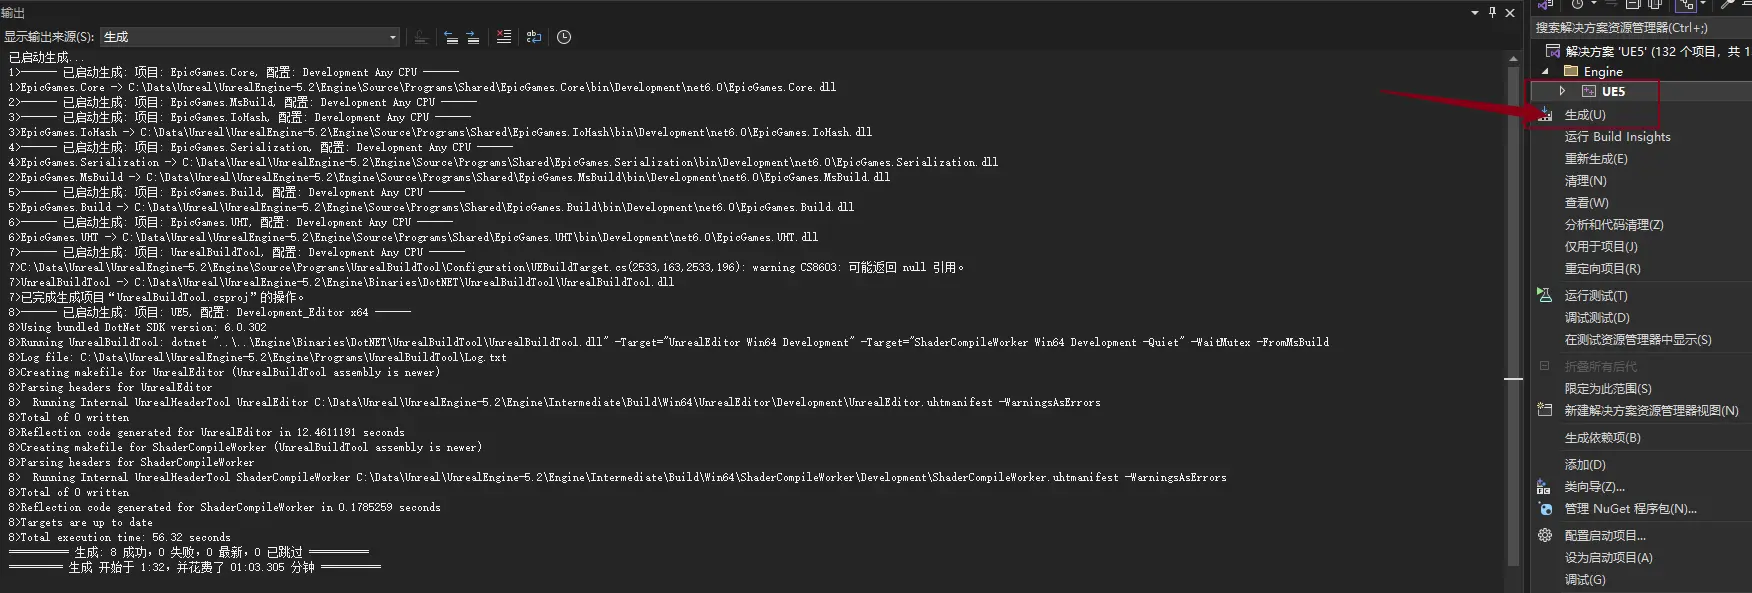 输出
显示输出来源(S): 生成
已启动生成...
1>------ 已启动生成: 项目: EpicGames.Core, 配置: Development Any CPU ------
1>EpicGames.Core -> C:\Data\Unreal\UnrealEngine-5.2\Engine\Source\Programs\Shared\EpicGames.Core\bin\Development\net6.0\EpicGames.Core.dll
2>------ 已启动生成: 项目: EpicGames.MsBuild, 配置: Development Any CPU ------
3>------ 已启动生成: 项目: EpicGames.IoHash, 配置: Development Any CPU ------
3>EpicGames.IoHash -> C:\Data\Unreal\UnrealEngine-5.2\Engine\Source\Programs\Shared\EpicGames.IoHash\bin\Development\net6.0\EpicGames.IoHash.dll
4>------ 已启动生成: 项目: EpicGames.Serialization, 配置: Development Any CPU ------
4>EpicGames.Serialization -> C:\Data\Unreal\UnrealEngine-5.2\Engine\Source\Programs\Shared\EpicGames.Serialization\bin\Development\net6.0\EpicGames.Serialization.dll
2>EpicGames.MsBuild -> C:\Data\Unreal\UnrealEngine-5.2\Engine\Source\Programs\Shared\EpicGames.MsBuild\bin\Development\net6.0\EpicGames.MsBuild.dll
5>------ 已启动生成: 项目: EpicGames.Build, 配置: Development Any CPU ------
5>EpicGames.Build -> C:\Data\Unreal\UnrealEngine-5.2\Engine\Source\Programs\Shared\EpicGames.Build\bin\Development\net6.0\EpicGames.Build.dll
6>------ 已启动生成: 项目: EpicGames.UHT, 配置: Development Any CPU ------
6>EpicGames.UHT -> C:\Data\Unreal\UnrealEngine-5.2\Engine\Source\Programs\Shared\EpicGames.UHT\bin\Development\net6.0\EpicGames.UHT.dll
7>------ 已启动生成: 项目: UnrealBuildTool, 配置: Development Any CPU ------
7>C:\Data\Unreal\UnrealEngine-5.2\Engine\Source\Programs\UnrealBuildTool\Configuration\UEBuildTarget.cs(2533,163,2533,196): warning CS8603: 可能返回 null 引用。
7>UnrealBuildTool -> C:\Data\Unreal\UnrealEngine-5.2\Engine\Binaries\DotNET\UnrealBuildTool\UnrealBuildTool.dll
7>已完成生成项目“UnrealBuildTool.csproj”的操作。
8>------ 已启动生成: 项目: UE5, 配置: Development_Editor x64 ------
8>Using bundled DotNet SDK version: 6.0.302
8>Running UnrealBuildTool: dotnet "..\..\Engine\Binaries\DotNET\UnrealBuildTool\UnrealBuildTool.dll" -Target="UnrealEditor Win64 Development" -Target="ShaderCompileWorker Win64 Development -Quiet" -WaitMutex -FromMsBuild
8>Log file: C:\Data\Unreal\UnrealEngine-5.2\Engine\Programs\UnrealBuildTool\Log.txt
8>Creating makefile for UnrealEditor (UnrealBuildTool assembly is newer)
8>Parsing headers for UnrealEditor
8>  Running Internal UnrealHeaderTool UnrealEditor C:\Data\Unreal\UnrealEngine-5.2\Engine\Intermediate\Build\Win64\UnrealEditor\Development\UnrealEditor.uhtmanifest -WarningsAsErrors
8>Total of 0 written
8>Reflection code generated for UnrealEditor in 12.4611191 seconds
8>Creating makefile for ShaderCompileWorker (UnrealBuildTool assembly is newer)
8>Parsing headers for ShaderCompileWorker
8>  Running Internal UnrealHeaderTool ShaderCompileWorker C:\Data\Unreal\UnrealEngine-5.2\Engine\Intermediate\Build\Win64\ShaderCompileWorker\Development\ShaderCompileWorker.uhtmanifest -WarningsAsErrors
8>Total of 0 written
8>Reflection code generated for ShaderCompileWorker in 0.1785259 seconds
8>Targets are up to date
8>Total execution time: 56.32 seconds
========== 生成: 8 成功，0 失败，0 最新，0 已跳过 ==========
========= 生成 开始于 1:32，并花费了 01:03.305 分钟 ==========
搜索解决方案资源管理器(Ctrl+;)
解决方案 'UE5' (132 个项目，共 1
Engine
UE5
生成(U)
运行 Build Insights
重新生成(E)
清理(N)
查看(W)
分析和代码清理(Z)
仅用于项目(J)
重定向项目(R)
运行测试(T)
调试测试(D)
在测试资源管理器中显示(S)
折叠所有后代
限定为此范围(S)
新建解决方案资源管理器视图(N)
生成依赖项(B)
添加(D)
类向导(Z)...
管理 NuGet 程序包(N)...
配置启动项目...
设为启动项目(A)
调试(G)